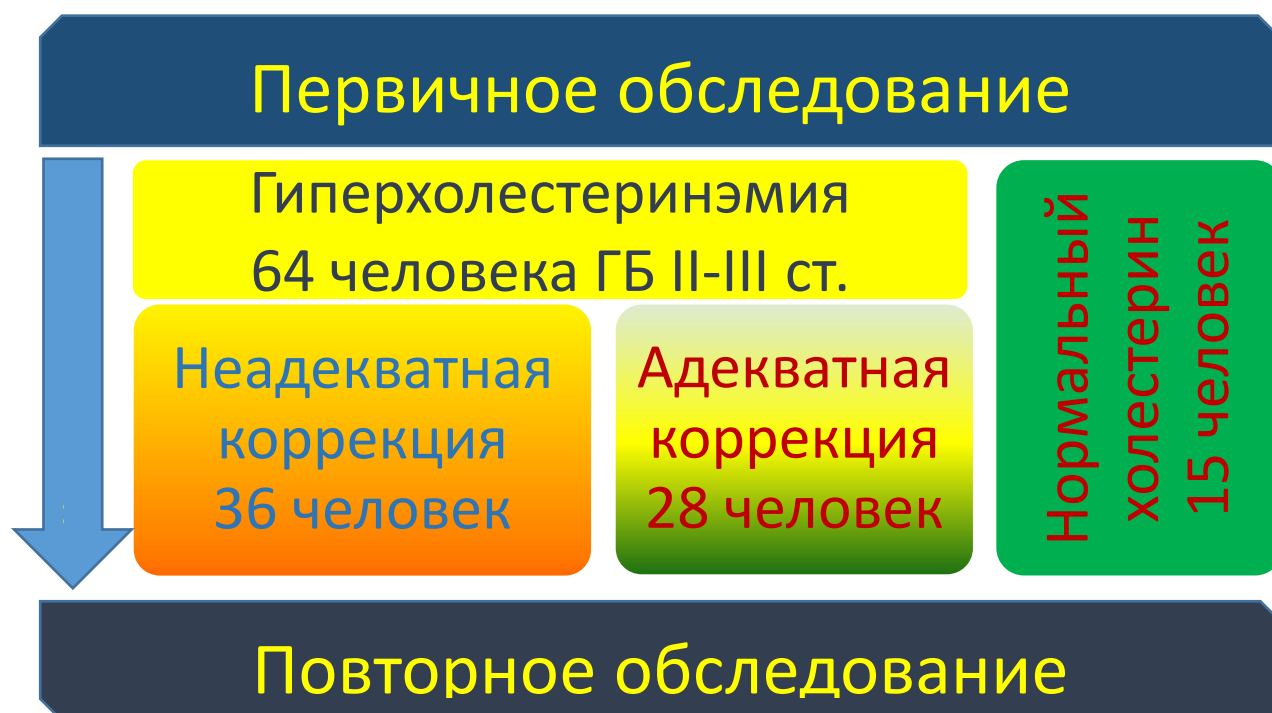 Первичное обследование
Гиперхолестеринэмия
64 человека ГБ II-III ст.
Неадекватная
коррекция
36 человек
Адекватная
коррекция
28 человек
Нормальный
холестерин
15 человек
Повторное обследование